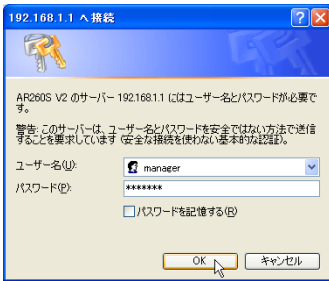 192.168.1.1 へ接続
AR260S V2 のサーバー 192.168.1.1 にはユーザー名とパスワードが必要で
す。
警告: このサーバーは、ユーザー名とパスワードを安全ではない方法で送信
することを要求しています (安全な接続を使わない基本的な認証)。
ユーザー名(U):
manager
パスワード(P):
*******
パスワードを記憶する(R)
OK
キャンセル